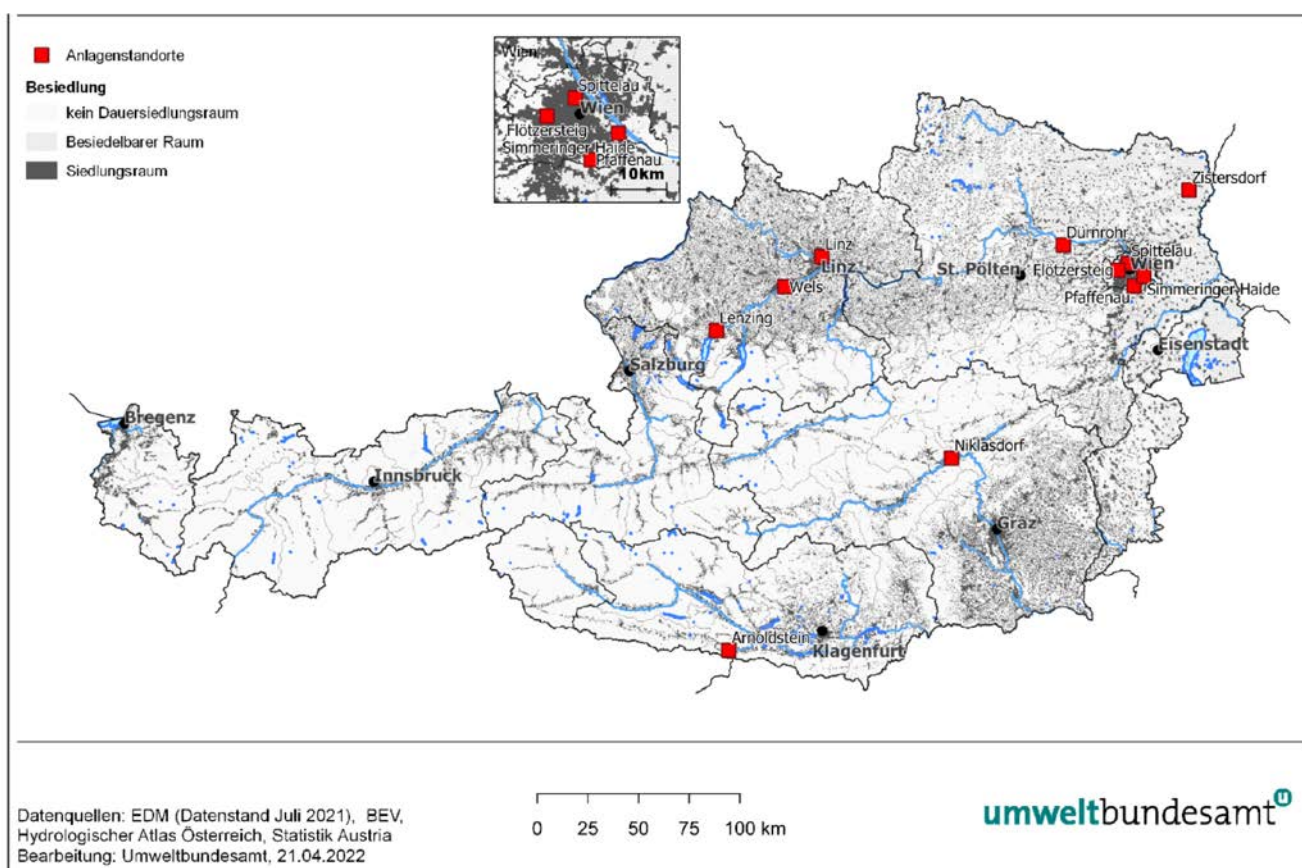 Anlagenstandorte
Besiedlung
kein Dauersiedlungsraum
Besiedelbarer Raum
Siedlungsraum
Wien
Spittelau
Wien
Flötzersteig
Simmeringer Haide
Pfaffenau
10km
Zistersdorf
Dürnrohr
Linz
Linz
St. Pölten
Spittelau
Flötzersteig
Wien
Wels
Pfaffenau
Simmeringer Haide
Lenzing
Eisenstadt
Salzburg
Bregenz
Niklasdorf
Innsbruck
Graz
Arnoldstein
Klagenfurt
Datenquellen: EDM (Datenstand Juli 2021), BEV,
Hydrologischer Atlas Österreich, Statistik Austria
Bearbeitung: Umweltbundesamt, 21.04.2022
0 25 50 75 100 km
umweltbundesamt
u